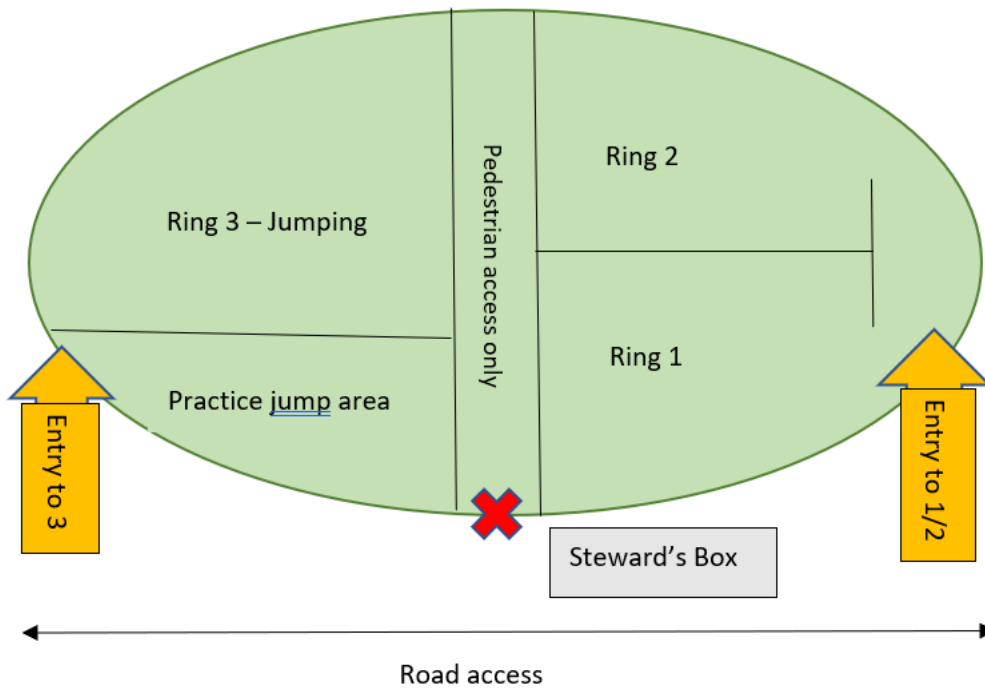 Ring 2
Pedestrian access only
Ring 3 – Jumping
Ring 1
Practice jump area
Entry to 3
Entry to 1/2
Steward's Box
Road access